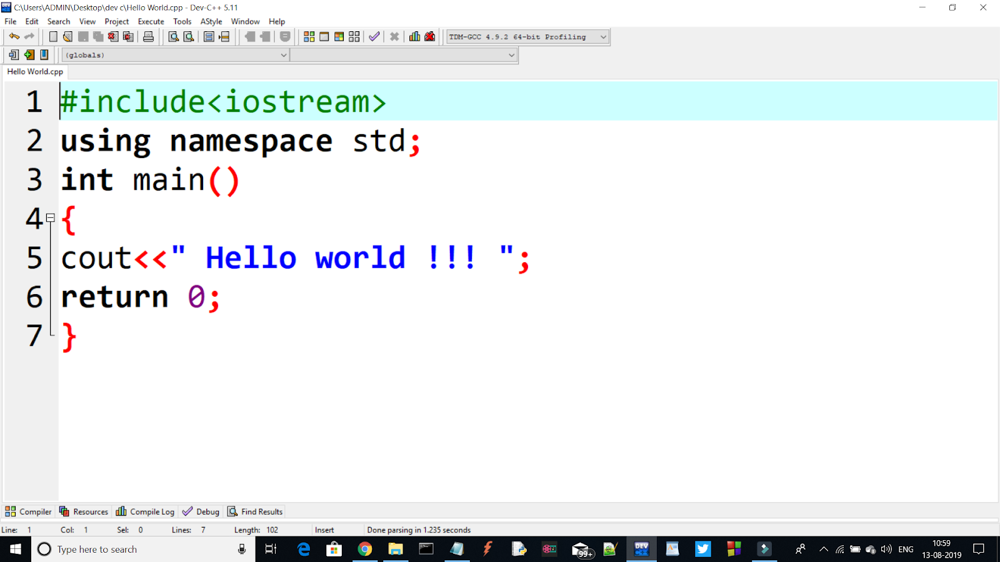 C:\Users\ADMIN\Desktop\dev c\Hello World.cpp - Dev-C++ 5.11
File Edit Search View Project Execute Tools AStyle Window Help
TDM-GCC 4.9.2 64-bit Profiling
(globals)
Hello World.cpp
1 #include<iostream>
2 using namespace std;
3 int main()
4 {
5 cout<<" Hello world !!! ";
6 return 0;
7 }
Compiler Resources Compile Log Debug Find Results
Line: 1 Col: 1 Sel: 0 Lines: 7 Length: 102 Insert Done parsing in 1.235 seconds
Type here to search 99+ DEV ENG 10:59
13-08-2019